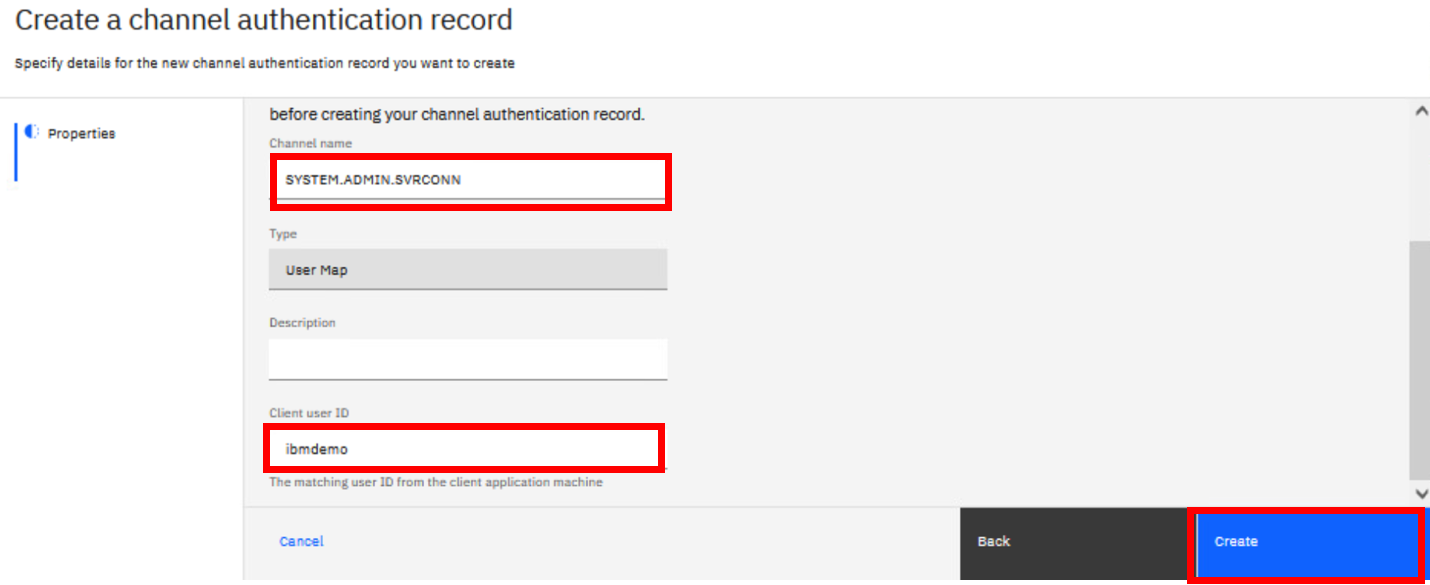 Create a channel authentication record
Specify details for the new channel authentication record you want to create
Properties
before creating your channel authentication record.
Channel name
SYSTEM.ADMIN.SVRCONN
Type
User Map
Description
Client user ID
ibmdemo
The matching user ID from the client application machine
Cancel
Back
Create